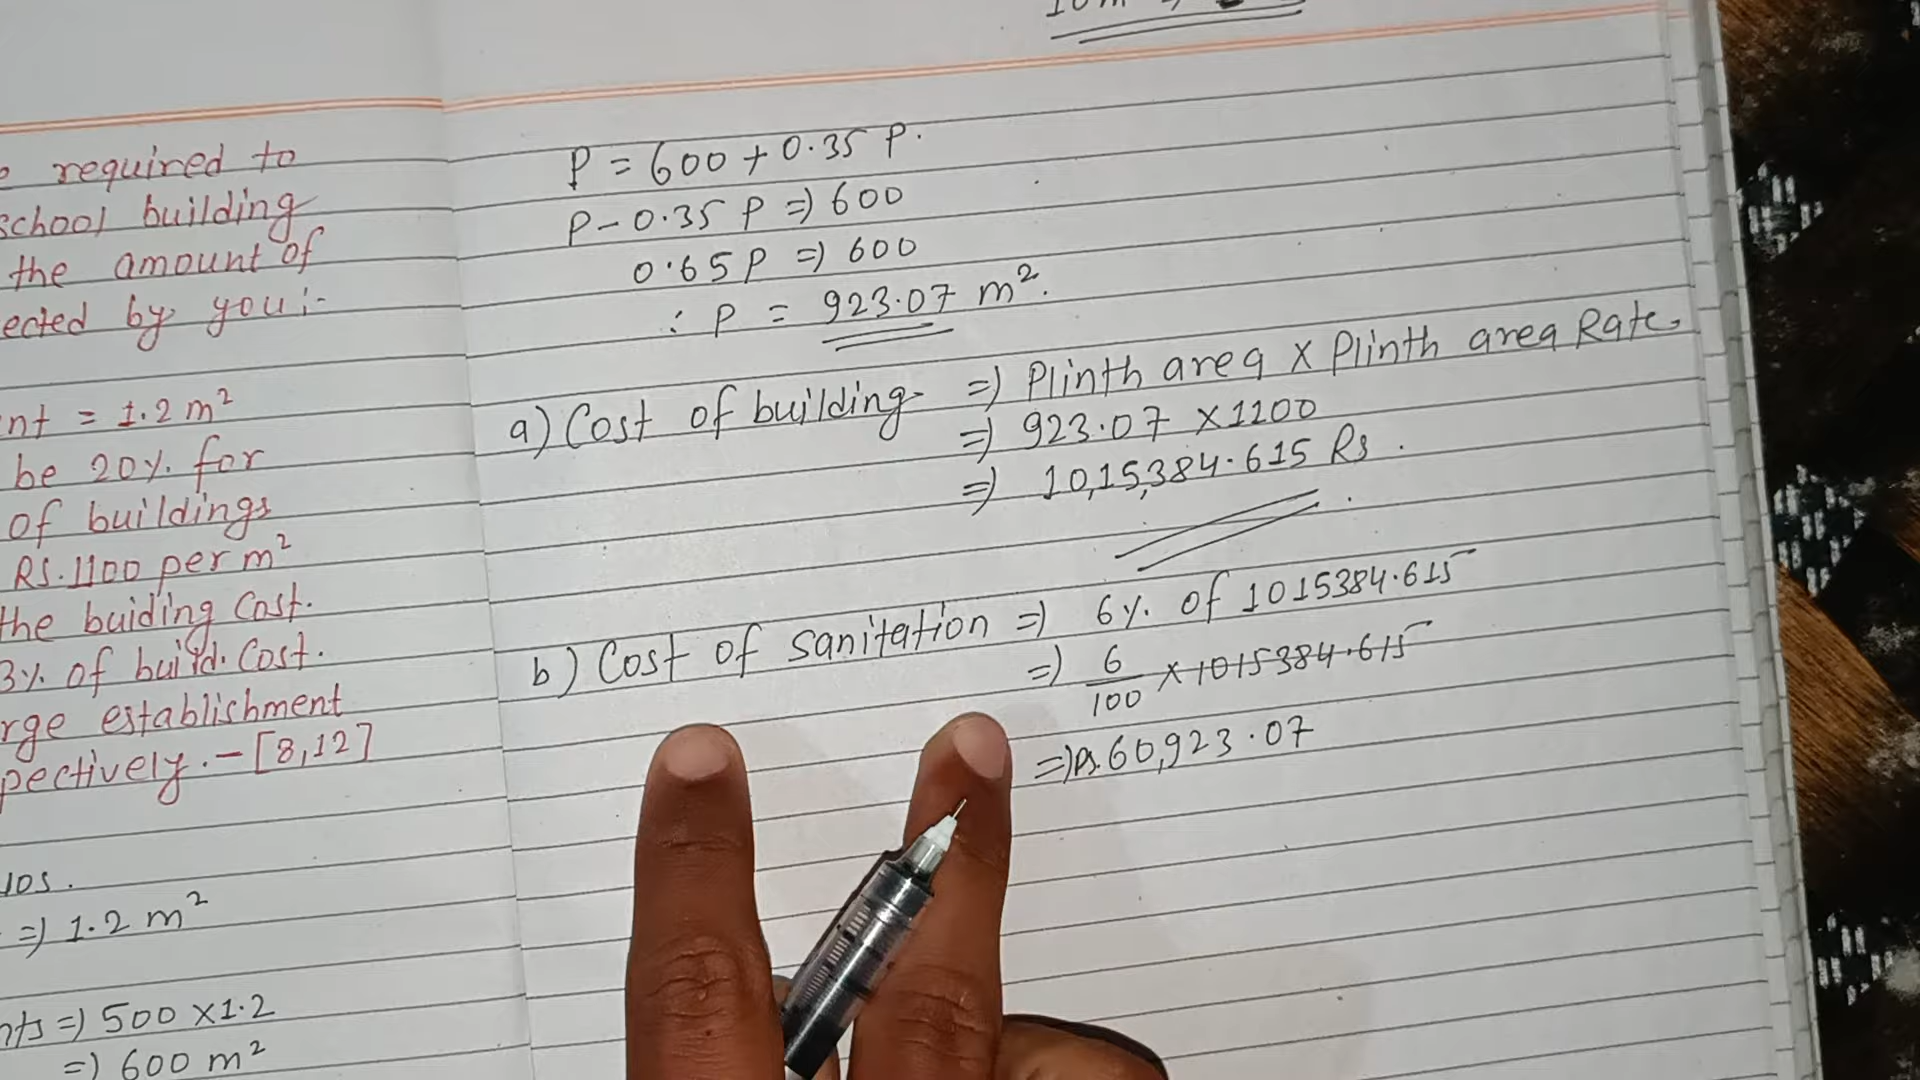 required to
school building
the amount of
ected by you :-
nt = 1.2 m²
be 20%. for
of buildings
RS. 1100 per m²
the buiding Cost.
3%. of build. Cost.
rge establishment
pectively. - [8,12]
=) 1.2 m²
nts =) 500 x 1.2
=) 600 m²
P = 600 + 0.35 P.
P - 0.35 P =) 600
0.65 P =) 600
∴ P = 923.07 m².
a) Cost of building =) Plinth area x Plinth area Rate.
=) 923.07 x 1100
=) 10,15,384.615 Rs.
b) Cost of sanitation =) 6%. of 1015384.615
=) 6/100 x 1015384.615
=) Rs. 60,923.07